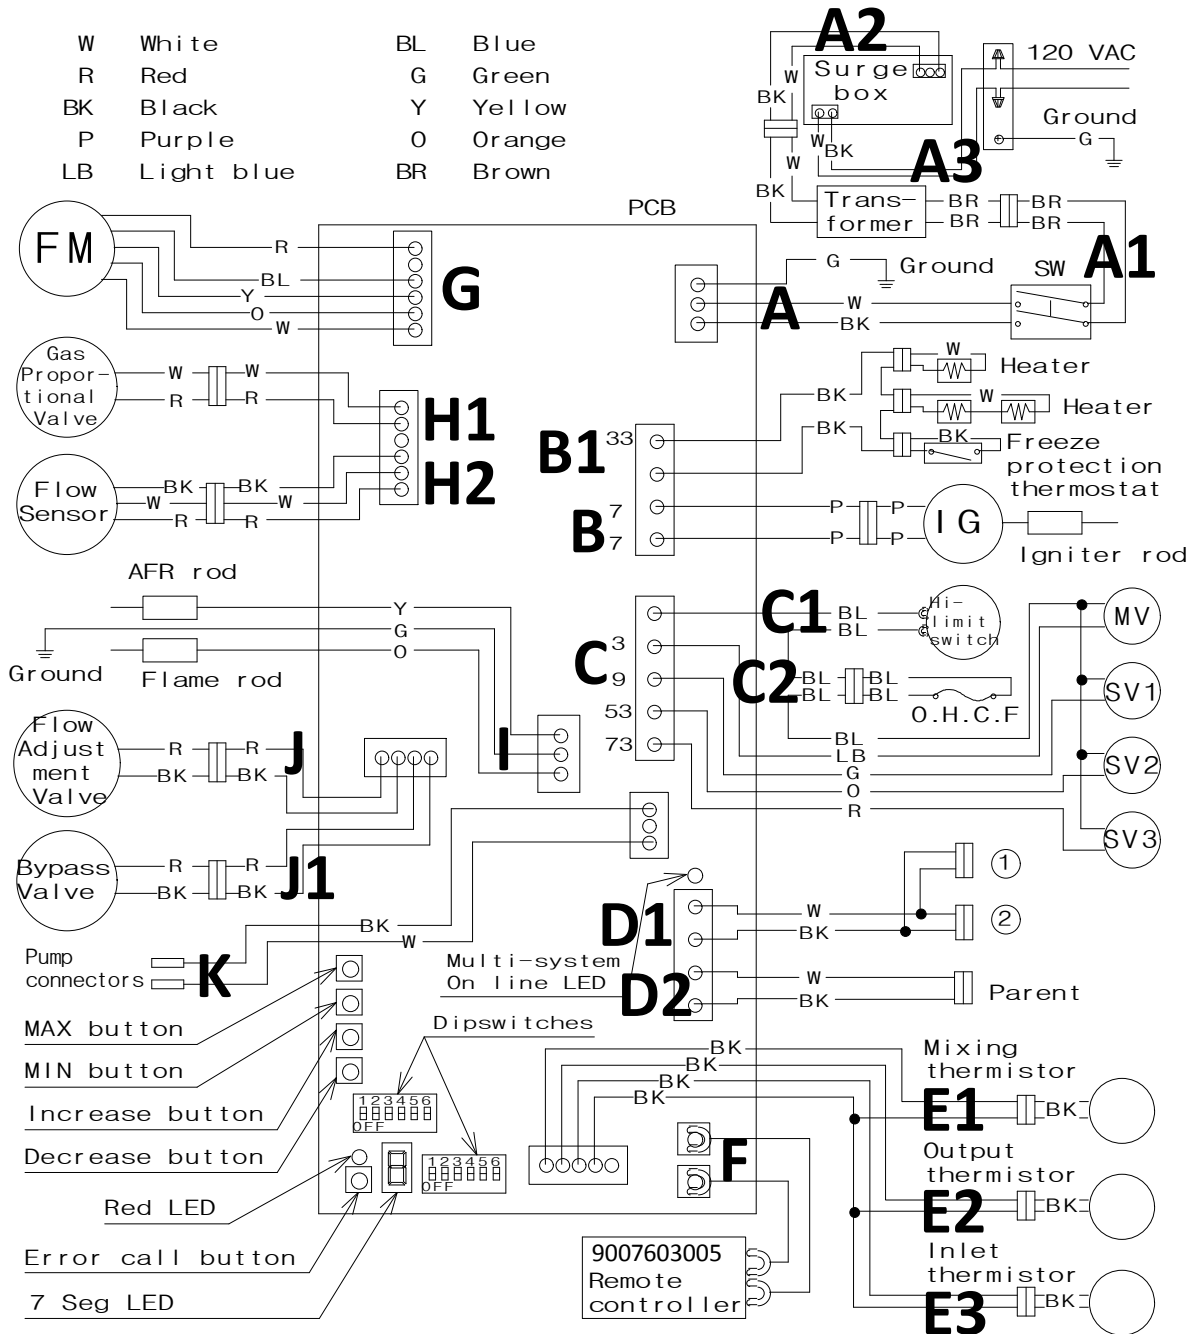 W White BL Blue
R Red G Green
BK Black Y Yellow
P Purple O Orange
LB Light blue BR Brown
A2
Surge box
W
BK
120 VAC
Ground
G
W
BK
A3
W
BK
Trans-
former
BR BR
BR BR
A1
SW
PCB
FM
R
BL
Y
O
W
G
G Ground
W
BK
A
Gas
Propor-
tional
Valve
W W
R R
H1
Flow
Sensor
BK BK
W W
R R
H2
W
Heater
BK
W
Heater
BK
BK
Freeze
protection
thermostat
B1
33
B
7
7
P P
P P
IG
Igniter rod
AFR rod
Y
G
O
Ground
Flame rod
I
C1
BL
BL
Hi-
limit
switch
C
3
9
53
73
C2
BL BL
BL BL
O.H.C.F
BL
LB
G
O
R
MV
SV1
SV2
SV3
Flow
Adjust
ment
Valve
R R
BK BK
J
Bypass
Valve
R R
BK BK
J1
Pump
connectors
BK
W
K
D1
W
BK
1
2
D2
W
BK
Parent
Multi-system
On line LED
MAX button
MIN button
Increase button
Decrease button
Red LED
Error call button
7 Seg LED
Dipswitches
123456
OFF
123456
OFF
BK
BK
BK
BK
Mixing
thermistor
E1
BK
Output
thermistor
E2
BK
Inlet
thermistor
E3
BK
F
9007603005
Remote
controller